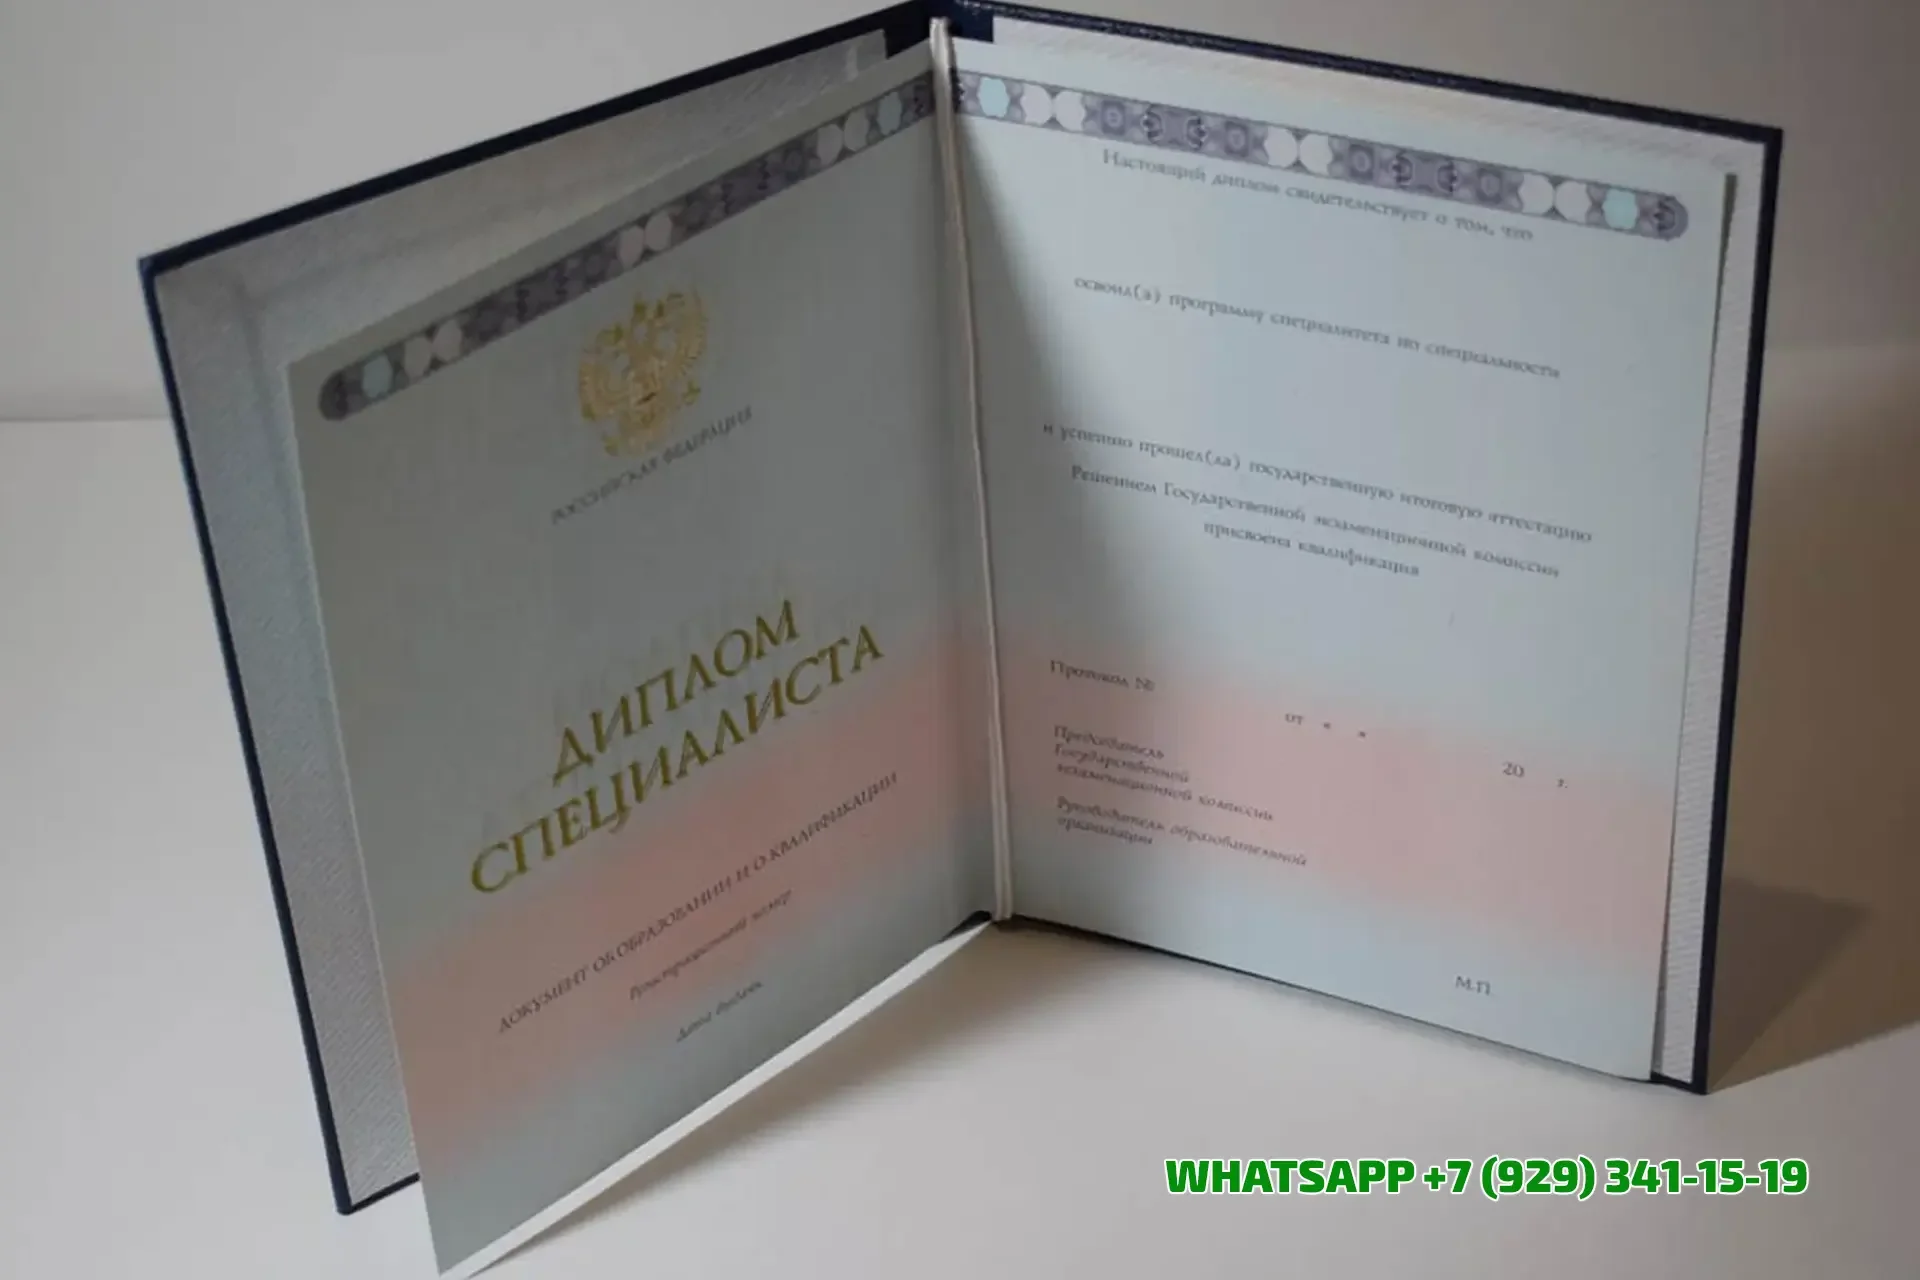 РОССИЙСКАЯ ФЕДЕРАЦИЯ
ДИПЛОМ
СПЕЦИАЛИСТА
ДОКУМЕНТ ОБ ОБРАЗОВАНИИ И О КВАЛИФИКАЦИИ
Регистрационный номер
Дата выдачи
Настоящий диплом свидетельствует о том, что
освоил(а) программу специалитета по специальности
и успешно прошел(ла) государственную итоговую аттестацию
Решением Государственной экзаменационной комиссии
присвоена квалификация
Протокол №
от « »
20 г.
Председатель
Государственной
экзаменационной комиссии
Руководитель образовательной
организации
М.П.
WHATSAPP +7 (929) 341-15-19